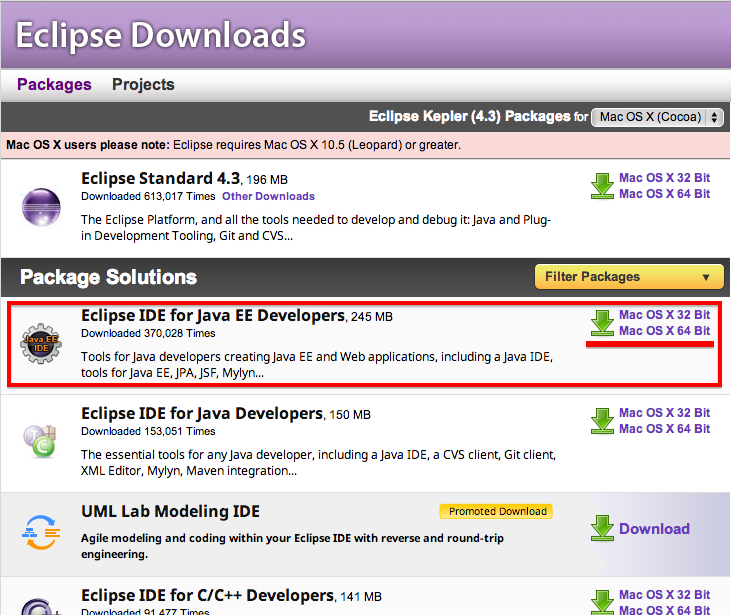 Eclipse Downloads
Packages Projects
Eclipse Kepler (4.3) Packages for Mac OS X (Cocoa)
Mac OS X users please note: Eclipse requires Mac OS X 10.5 (Leopard) or greater.
Eclipse Standard 4.3, 196 MB
Downloaded 613,017 Times Other Downloads
Mac OS X 32 Bit
Mac OS X 64 Bit
The Eclipse Platform, and all the tools needed to develop and debug it: Java and Plug-
in Development Tooling, Git and CVS...
Package Solutions
Filter Packages
Java EE
IDE
Eclipse IDE for Java EE Developers, 245 MB
Downloaded 370,028 Times
Mac OS X 32 Bit
Mac OS X 64 Bit
Tools for Java developers creating Java EE and Web applications, including a Java IDE,
tools for Java EE, JPA, JSF, Mylyn...
Eclipse IDE for Java Developers, 150 MB
Downloaded 153,051 Times
Mac OS X 32 Bit
Mac OS X 64 Bit
The essential tools for any Java developer, including a Java IDE, a CVS client, Git client,
XML Editor, Mylyn, Maven integration...
UML Lab Modeling IDE
Promoted Download
Agile modeling and coding within your Eclipse IDE with reverse and round-trip
engineering.
Download
Eclipse IDE for C/C++ Developers, 141 MB
Downloaded 91,477 Times
Mac OS X 32 Bit
Mac OS X 64 Bit